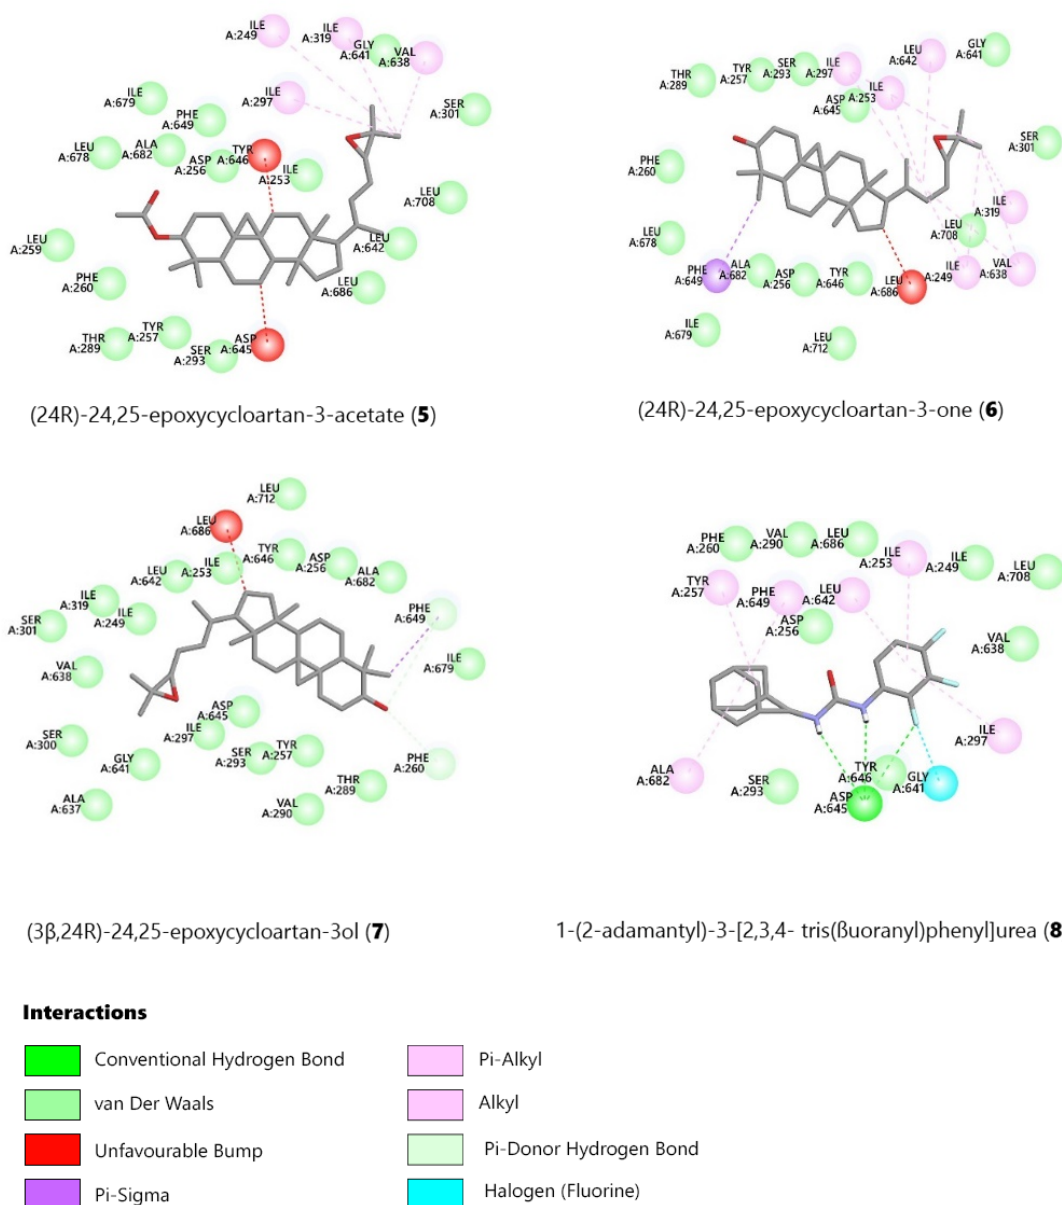 ILE
A:249
ILE
A:319
GLY
A:641
VAL
A:638
ILE
A:679
ILE
A:297
SER
A:301
PHE
A:649
LEU
A:678
ALA
A:682
ASP
A:256
TYR
A:646
ILE
A:253
LEU
A:708
LEU
A:259
LEU
A:642
PHE
A:260
LEU
A:686
THR
A:289
TYR
A:257
SER
A:293
ASP
A:645
(24R)-24,25-epoxycycloartan-3-acetate (5)
THR
A:289
TYR
A:257
SER
A:293
ILE
A:297
LEU
A:642
GLY
A:641
ASP
A:645
ILE
A:253
SER
A:301
PHE
A:260
ILE
A:319
LEU
A:678
LEU
A:708
PHE
A:649
ALA
A:682
ASP
A:256
TYR
A:646
LEU
A:686
ILE
A:249
VAL
A:638
ILE
A:679
LEU
A:712
(24R)-24,25-epoxycycloartan-3-one (6)
LEU
A:712
LEU
A:686
LEU
A:642
ILE
A:253
TYR
A:646
ASP
A:256
ALA
A:682
ILE
A:319
ILE
A:249
SER
A:301
PHE
A:649
VAL
A:638
ILE
A:679
SER
A:300
ASP
A:645
ILE
A:297
GLY
A:641
SER
A:293
TYR
A:257
PHE
A:260
ALA
A:637
THR
A:289
VAL
A:290
(3β,24R)-24,25-epoxycycloartan-3ol (7)
PHE
A:260
VAL
A:290
LEU
A:686
ILE
A:253
ILE
A:249
LEU
A:708
TYR
A:257
PHE
A:649
LEU
A:642
ASP
A:256
VAL
A:638
ILE
A:297
ALA
A:682
SER
A:293
TYR
A:646
GLY
A:641
ASP
A:645
1-(2-adamantyl)-3-[2,3,4- tris(ßuoranyl)phenyl]urea (8
Interactions
Conventional Hydrogen Bond
van Der Waals
Unfavourable Bump
Pi-Sigma
Pi-Alkyl
Alkyl
Pi-Donor Hydrogen Bond
Halogen (Fluorine)